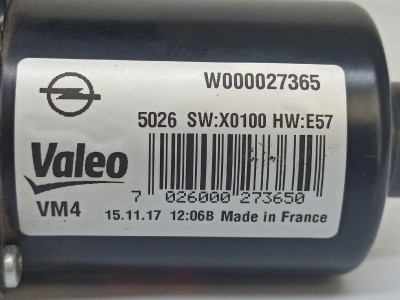 W000027365
5026 SW:X0100 HW:E57
Valeo
7 026000 273650
VM4 15.11.17 12:06B Made in France